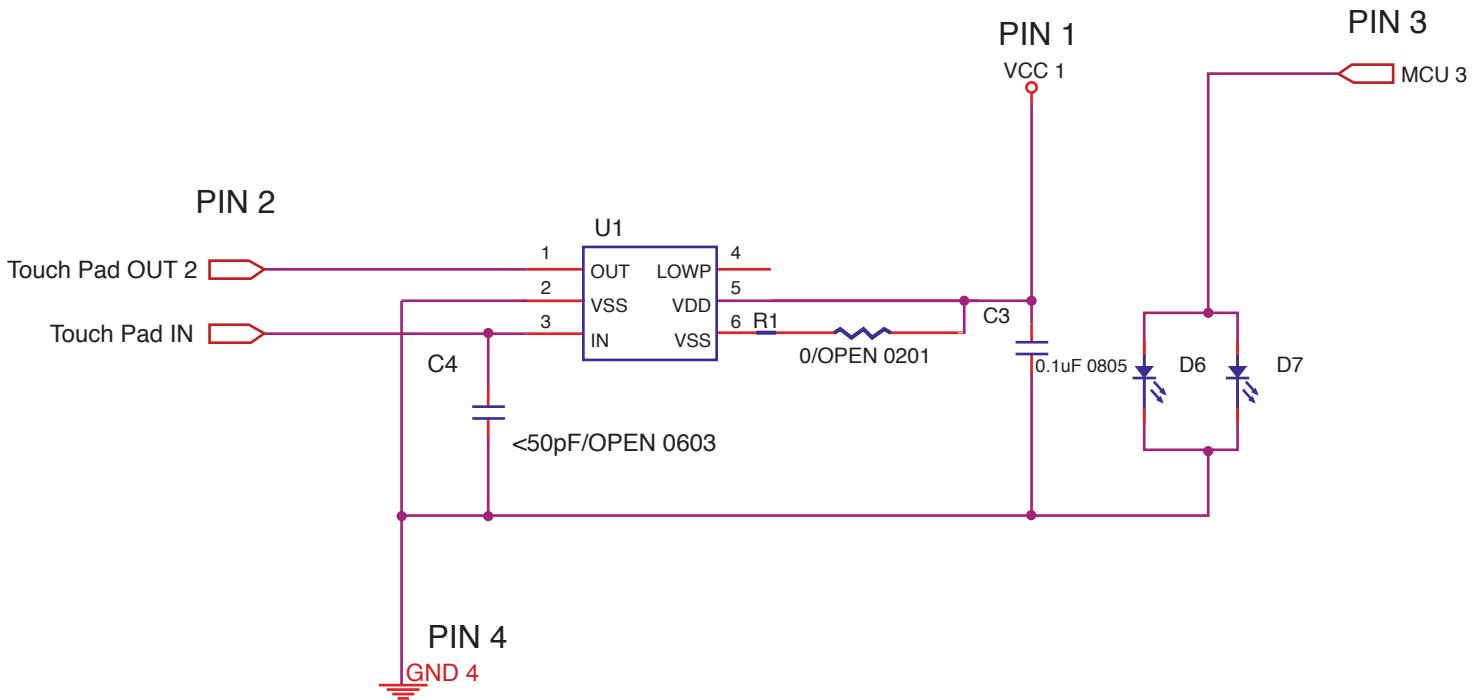 PIN 3
PIN 1
VCC 1
MCU 3
PIN 2
U1
Touch Pad OUT 2
1
OUT
LOWP
4
2
VSS
VDD
5
Touch Pad IN
3
IN
VSS
6
R1
C3
0/OPEN 0201
0.1uF 0805
D6
D7
C4
<50pF/OPEN 0603
PIN 4
GND 4